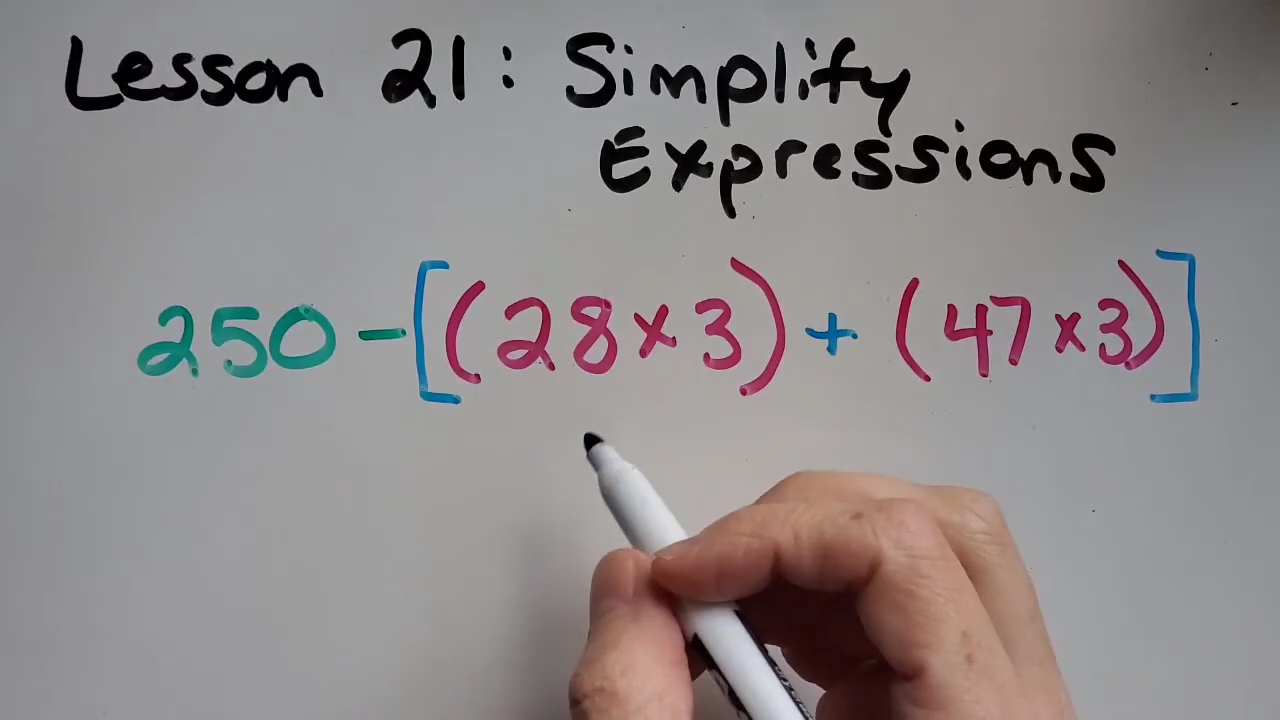 Lesson 21: Simplify
Expressions
250 - [(28 × 3) + (47 × 3)]